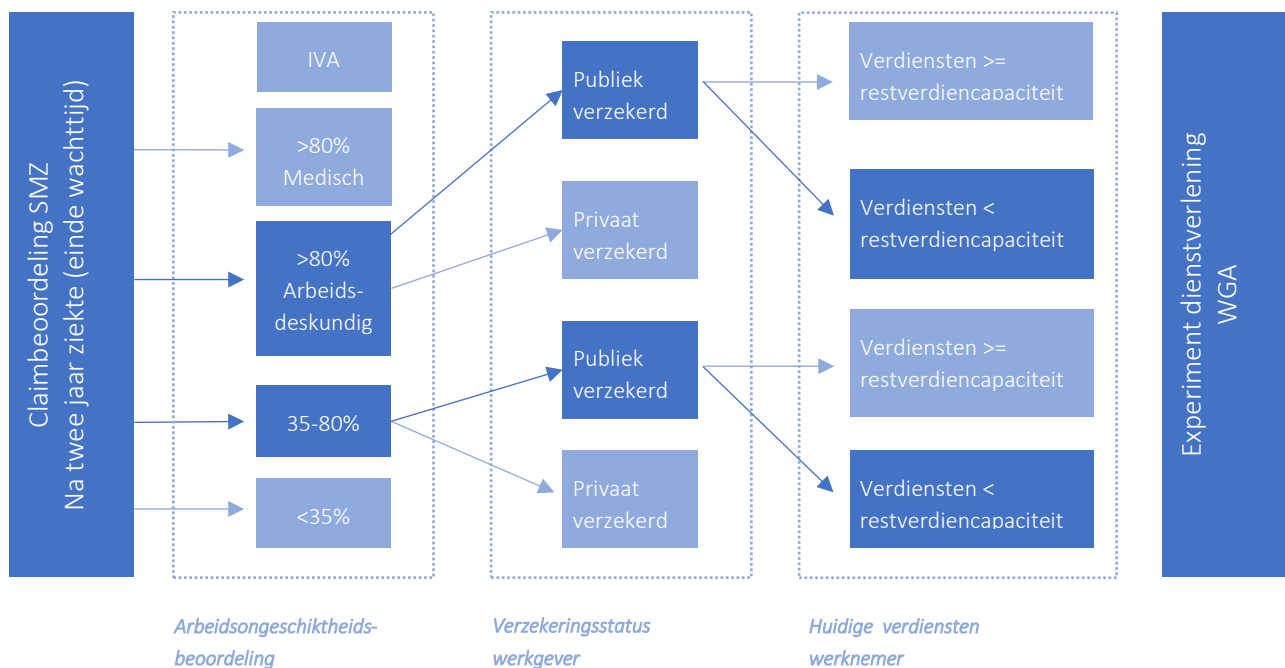 Claimbeoordeling SMZ
Na twee jaar ziekte (einde wachttijd)
IVA
>80%
Medisch
>80%
Arbeids-
deskundig
35-80%
<35%
Arbeidsongeschiktheids-
beoordeling
Publiek
verzekerd
Privaat
verzekerd
Publiek
verzekerd
Privaat
verzekerd
Verzekeringsstatus
werkgever
Verdiensten >=
restverdiencapaciteit
Verdiensten <
restverdiencapaciteit
Verdiensten >=
restverdiencapaciteit
Verdiensten <
restverdiencapaciteit
Huidige verdiensten
werknemer
Experiment dienstverlening
WGA